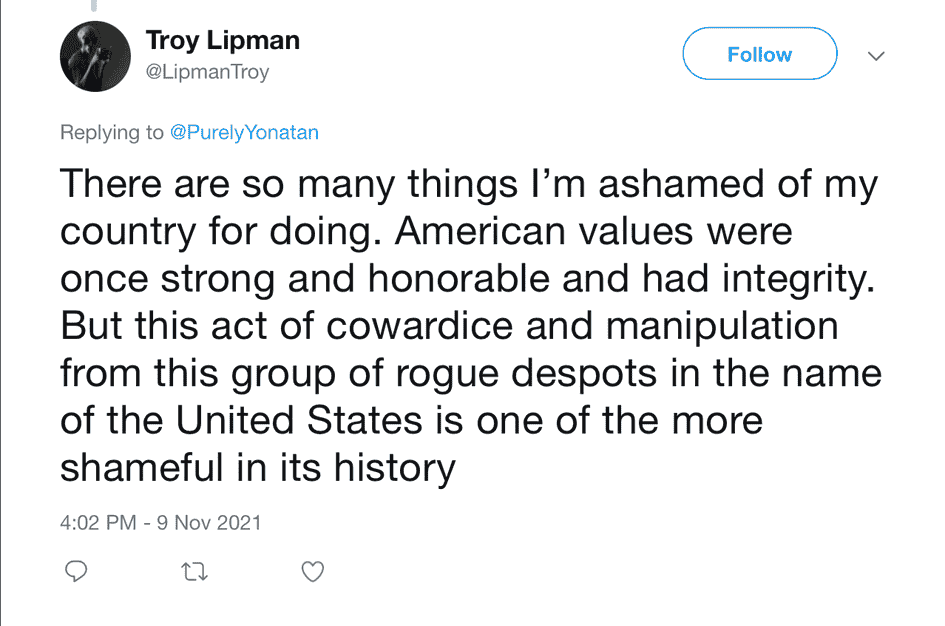 Troy Lipman
@LipmanTroy
Follow
Replying to @PurelyYonatan
There are so many things I’m ashamed of my
country for doing. American values were
once strong and honorable and had integrity.
But this act of cowardice and manipulation
from this group of rogue despots in the name
of the United States is one of the more
shameful in its history
4:02 PM - 9 Nov 2021